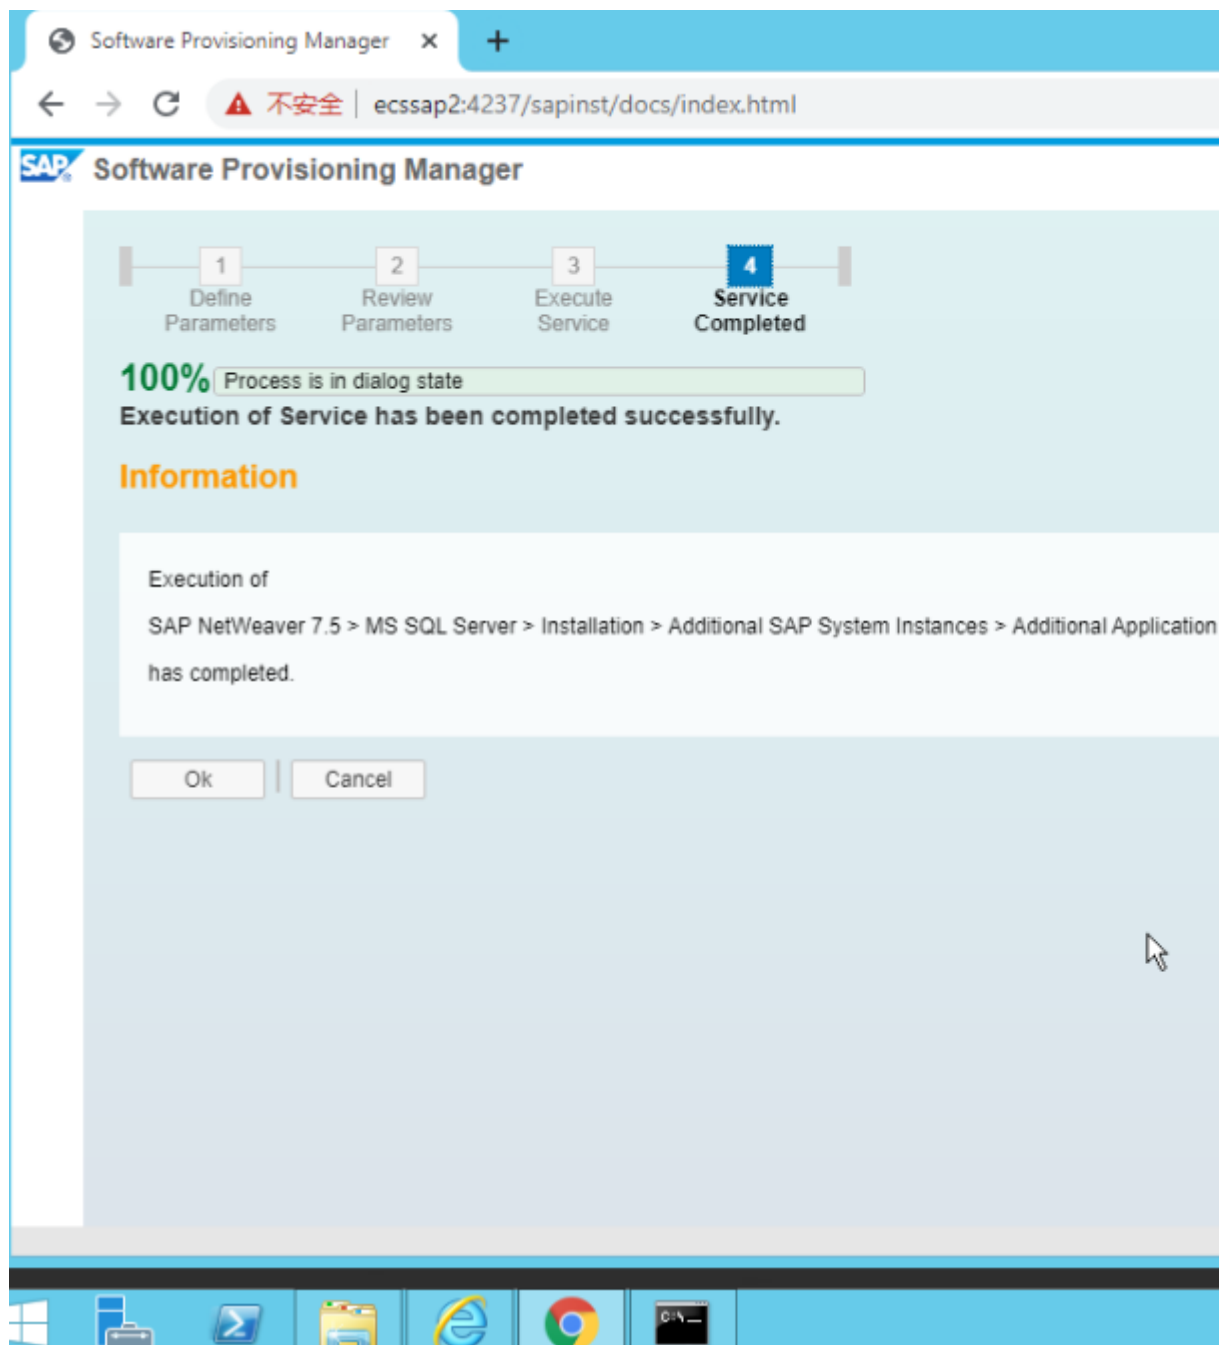 Software Provisioning Manager
不安全 ecssap2:4237/sapinst/docs/index.html
SAP Software Provisioning Manager
1 2 3 4
Define Parameters
Review Parameters
Execute Service
Service Completed
100% Process is in dialog state
Execution of Service has been completed successfully.
Information
Execution of
SAP NetWeaver 7.5 > MS SQL Server > Installation > Additional SAP System Instances > Additional Application
has completed.
Ok Cancel
C:\